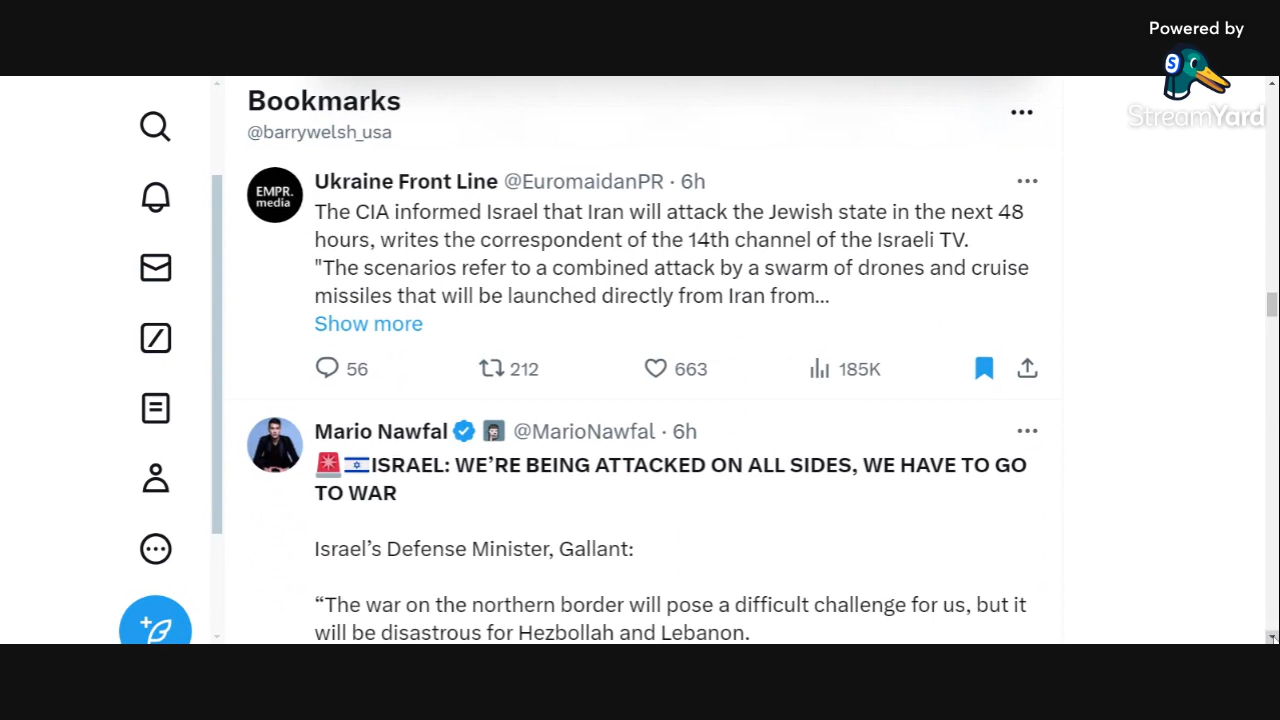 Powered by
StreamYard
Bookmarks
@barrywelsh_usa
EMPR.
media
Ukraine Front Line @EuromaidanPR · 6h
The CIA informed Israel that Iran will attack the Jewish state in the next 48
hours, writes the correspondent of the 14th channel of the Israeli TV.
"The scenarios refer to a combined attack by a swarm of drones and cruise
missiles that will be launched directly from Iran from...
Show more
56 212 663 185K
Mario Nawfal @MarioNawfal · 6h
🚨🇮🇱ISRAEL: WE’RE BEING ATTACKED ON ALL SIDES, WE HAVE TO GO
TO WAR
Israel’s Defense Minister, Gallant:
“The war on the northern border will pose a difficult challenge for us, but it
will be disastrous for Hezbollah and Lebanon.